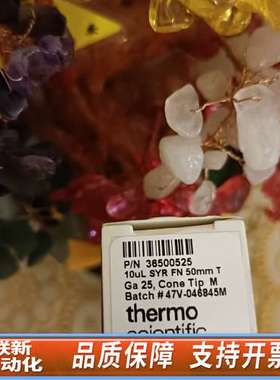 P/N 36500525
10uL SYR FN 50mm T
Ga 25, Cone Tip M
Batch # 47V-046845M
thermo
scientific
联新
动化
品质保障
支持开票